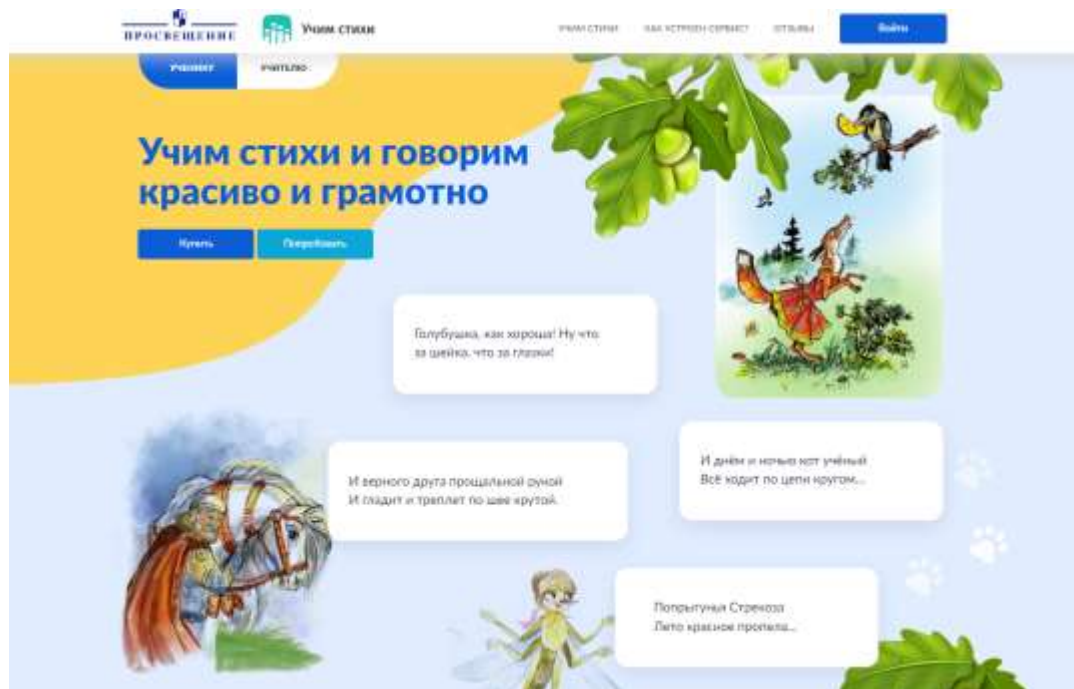 ПРОСВЕЩЕНИЕ
Учим стихи
УЧИМ СТИХИ
КАК УСТРОЕН СЕРВИС?
ОТЗЫВЫ
Войти
УЧЕНИКУ
УЧИТЕЛЮ
Учим стихи и говорим
красиво и грамотно
Купить
Попробовать
Голубушка, как хороша! Ну что
за шейка, что за глазки!
И верного друга прощальной рукой
И гладит и треплет по шее крутой.
И днём и ночью кот учёный
Всё ходит по цепи кругом...
Попрыгунья Стрекоза
Лето красное пропела...